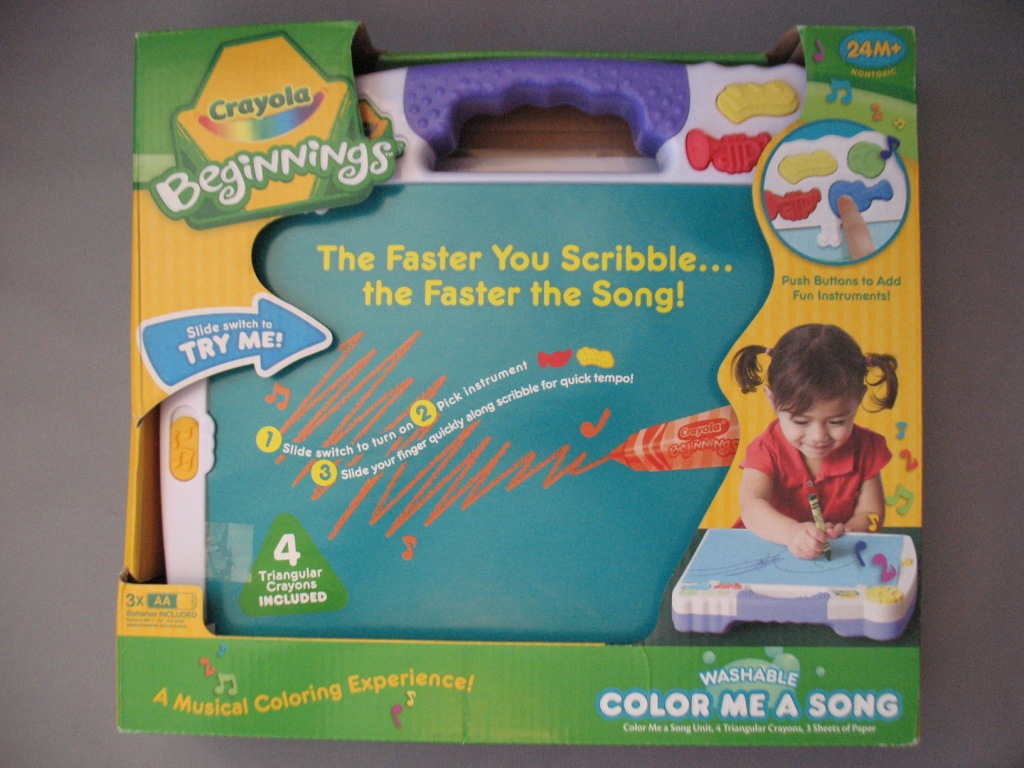 Crayola
Beginnings
24M+
NONTOXIC
Push Buttons to Add
Fun Instruments!
The Faster You Scribble...
the Faster the Song!
Slide switch to
TRY ME!
1 Slide switch to turn on 2 Pick instrument
3 Slide your finger quickly along scribble for quick tempo!
Crayola
Beginnings
4
Triangular
Crayons
INCLUDED
3X AA
Batteries INCLUDED
A Musical Coloring Experience!
WASHABLE
COLOR ME A SONG
Color Me a Song Unit, 4 Triangular Crayons, 3 Sheets of Paper